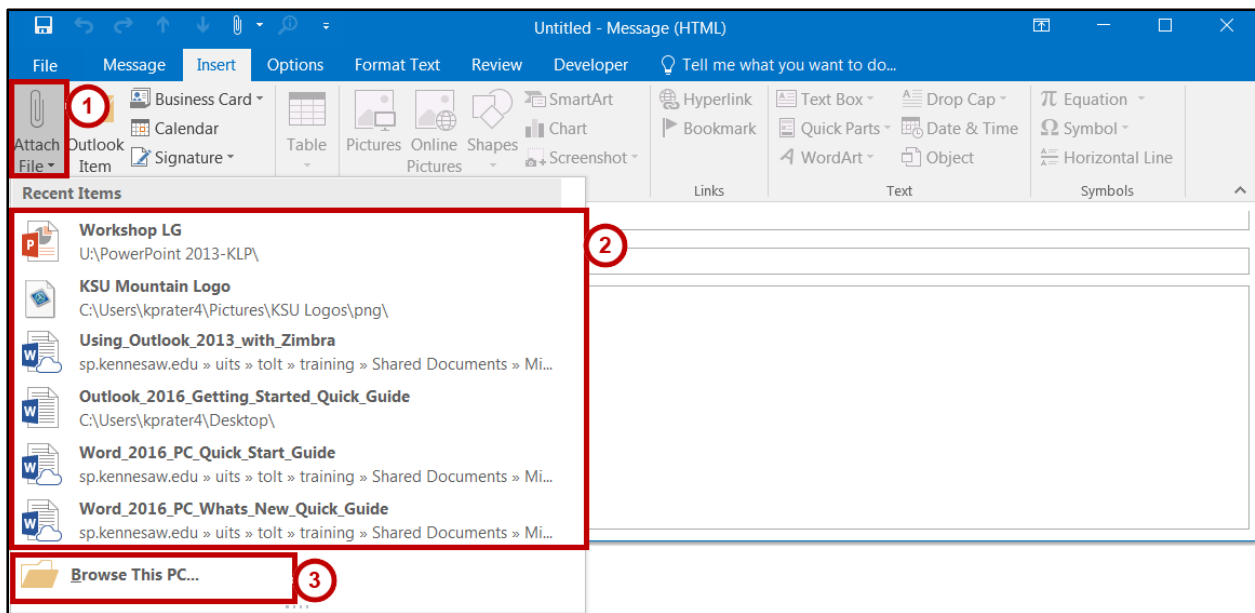 Untitled - Message (HTML)
File Message Insert Options Format Text Review Developer Tell me what you want to do...
Attach File
Outlook Item
Business Card
Calendar
Signature
Table
Pictures
Online Pictures
Shapes
SmartArt
Chart
Screenshot
Hyperlink
Bookmark
Links
Text Box
Quick Parts
WordArt
Drop Cap
Date & Time
Object
Text
π Equation
Ω Symbol
Horizontal Line
Symbols
1
Recent Items
2
Workshop LG
U:\PowerPoint 2013-KLP\
KSU Mountain Logo
C:\Users\kprater4\Pictures\KSU Logos\png\
Using_Outlook_2013_with_Zimbra
sp.kennesaw.edu » uits » tolt » training » Shared Documents » Mi...
Outlook_2016_Getting_Started_Quick_Guide
C:\Users\kprater4\Desktop\
Word_2016_PC_Quick_Start_Guide
sp.kennesaw.edu » uits » tolt » training » Shared Documents » Mi...
Word_2016_PC_Whats_New_Quick_Guide
sp.kennesaw.edu » uits » tolt » training » Shared Documents » Mi...
Browse This PC...
3